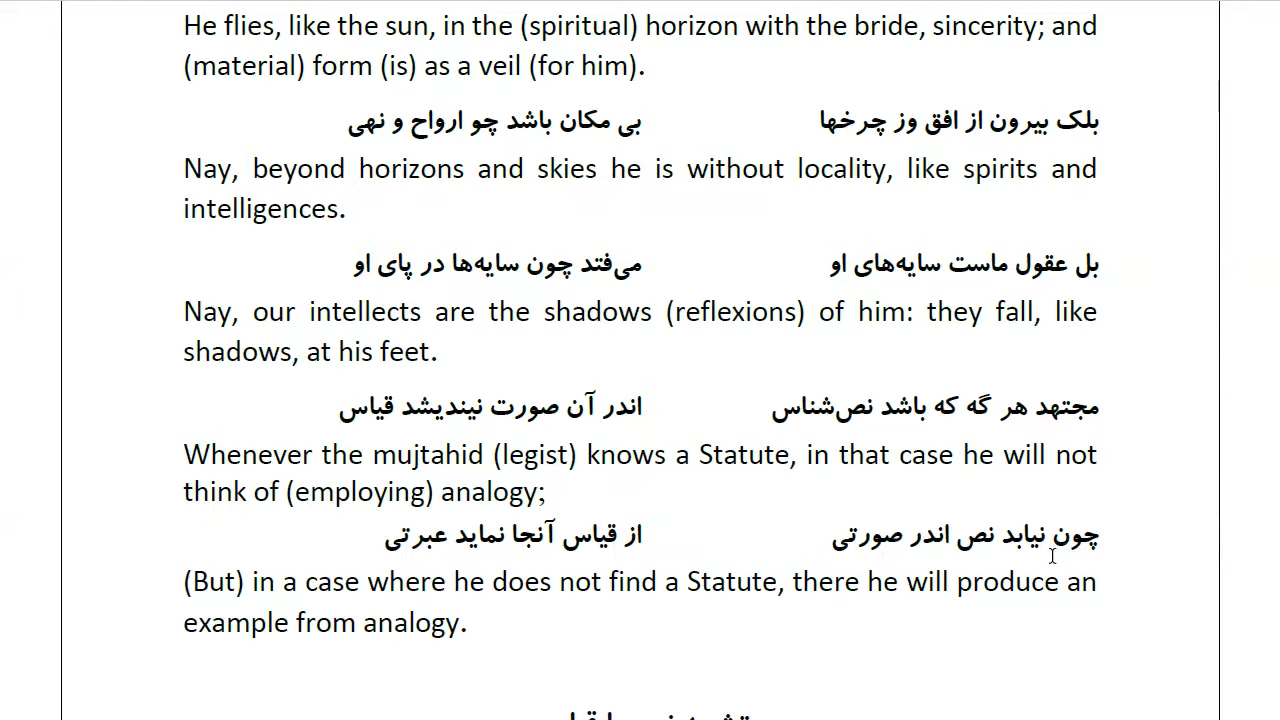 He flies, like the sun, in the (spiritual) horizon with the bride, sincerity; and
(material) form (is) as a veil (for him).
بلک بیرون از افق وز چرخها بی مکان باشد چو ارواح و نهی
Nay, beyond horizons and skies he is without locality, like spirits and
intelligences.
بل عقول ماست سایه‌های او می‌فتد چون سایه‌ها در پای او
Nay, our intellects are the shadows (reflexions) of him: they fall, like
shadows, at his feet.
مجتهد هر گه که باشد نص‌شناس اندر آن صورت نیندیشد قیاس
Whenever the mujtahid (legist) knows a Statute, in that case he will not
think of (employing) analogy;
چون نیابد نص اندر صورتی از قیاس آنجا نماید عبرتی
(But) in a case where he does not find a Statute, there he will produce an
example from analogy.